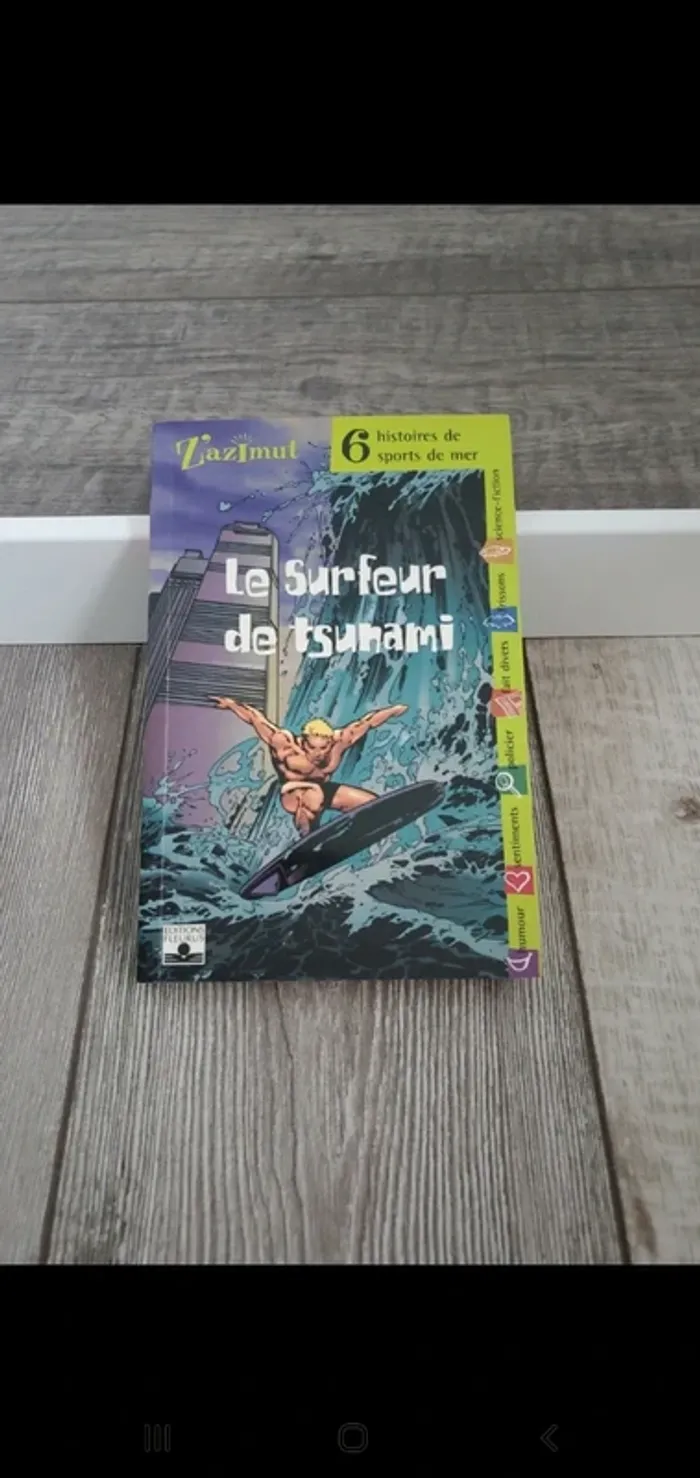 Z'azimut
6 histoires de
sports de mer
Le Surfeur
de tsunami
science-fiction
frissons
fait divers
policier
sentiments
humour
EDITIONS
FLEURUS